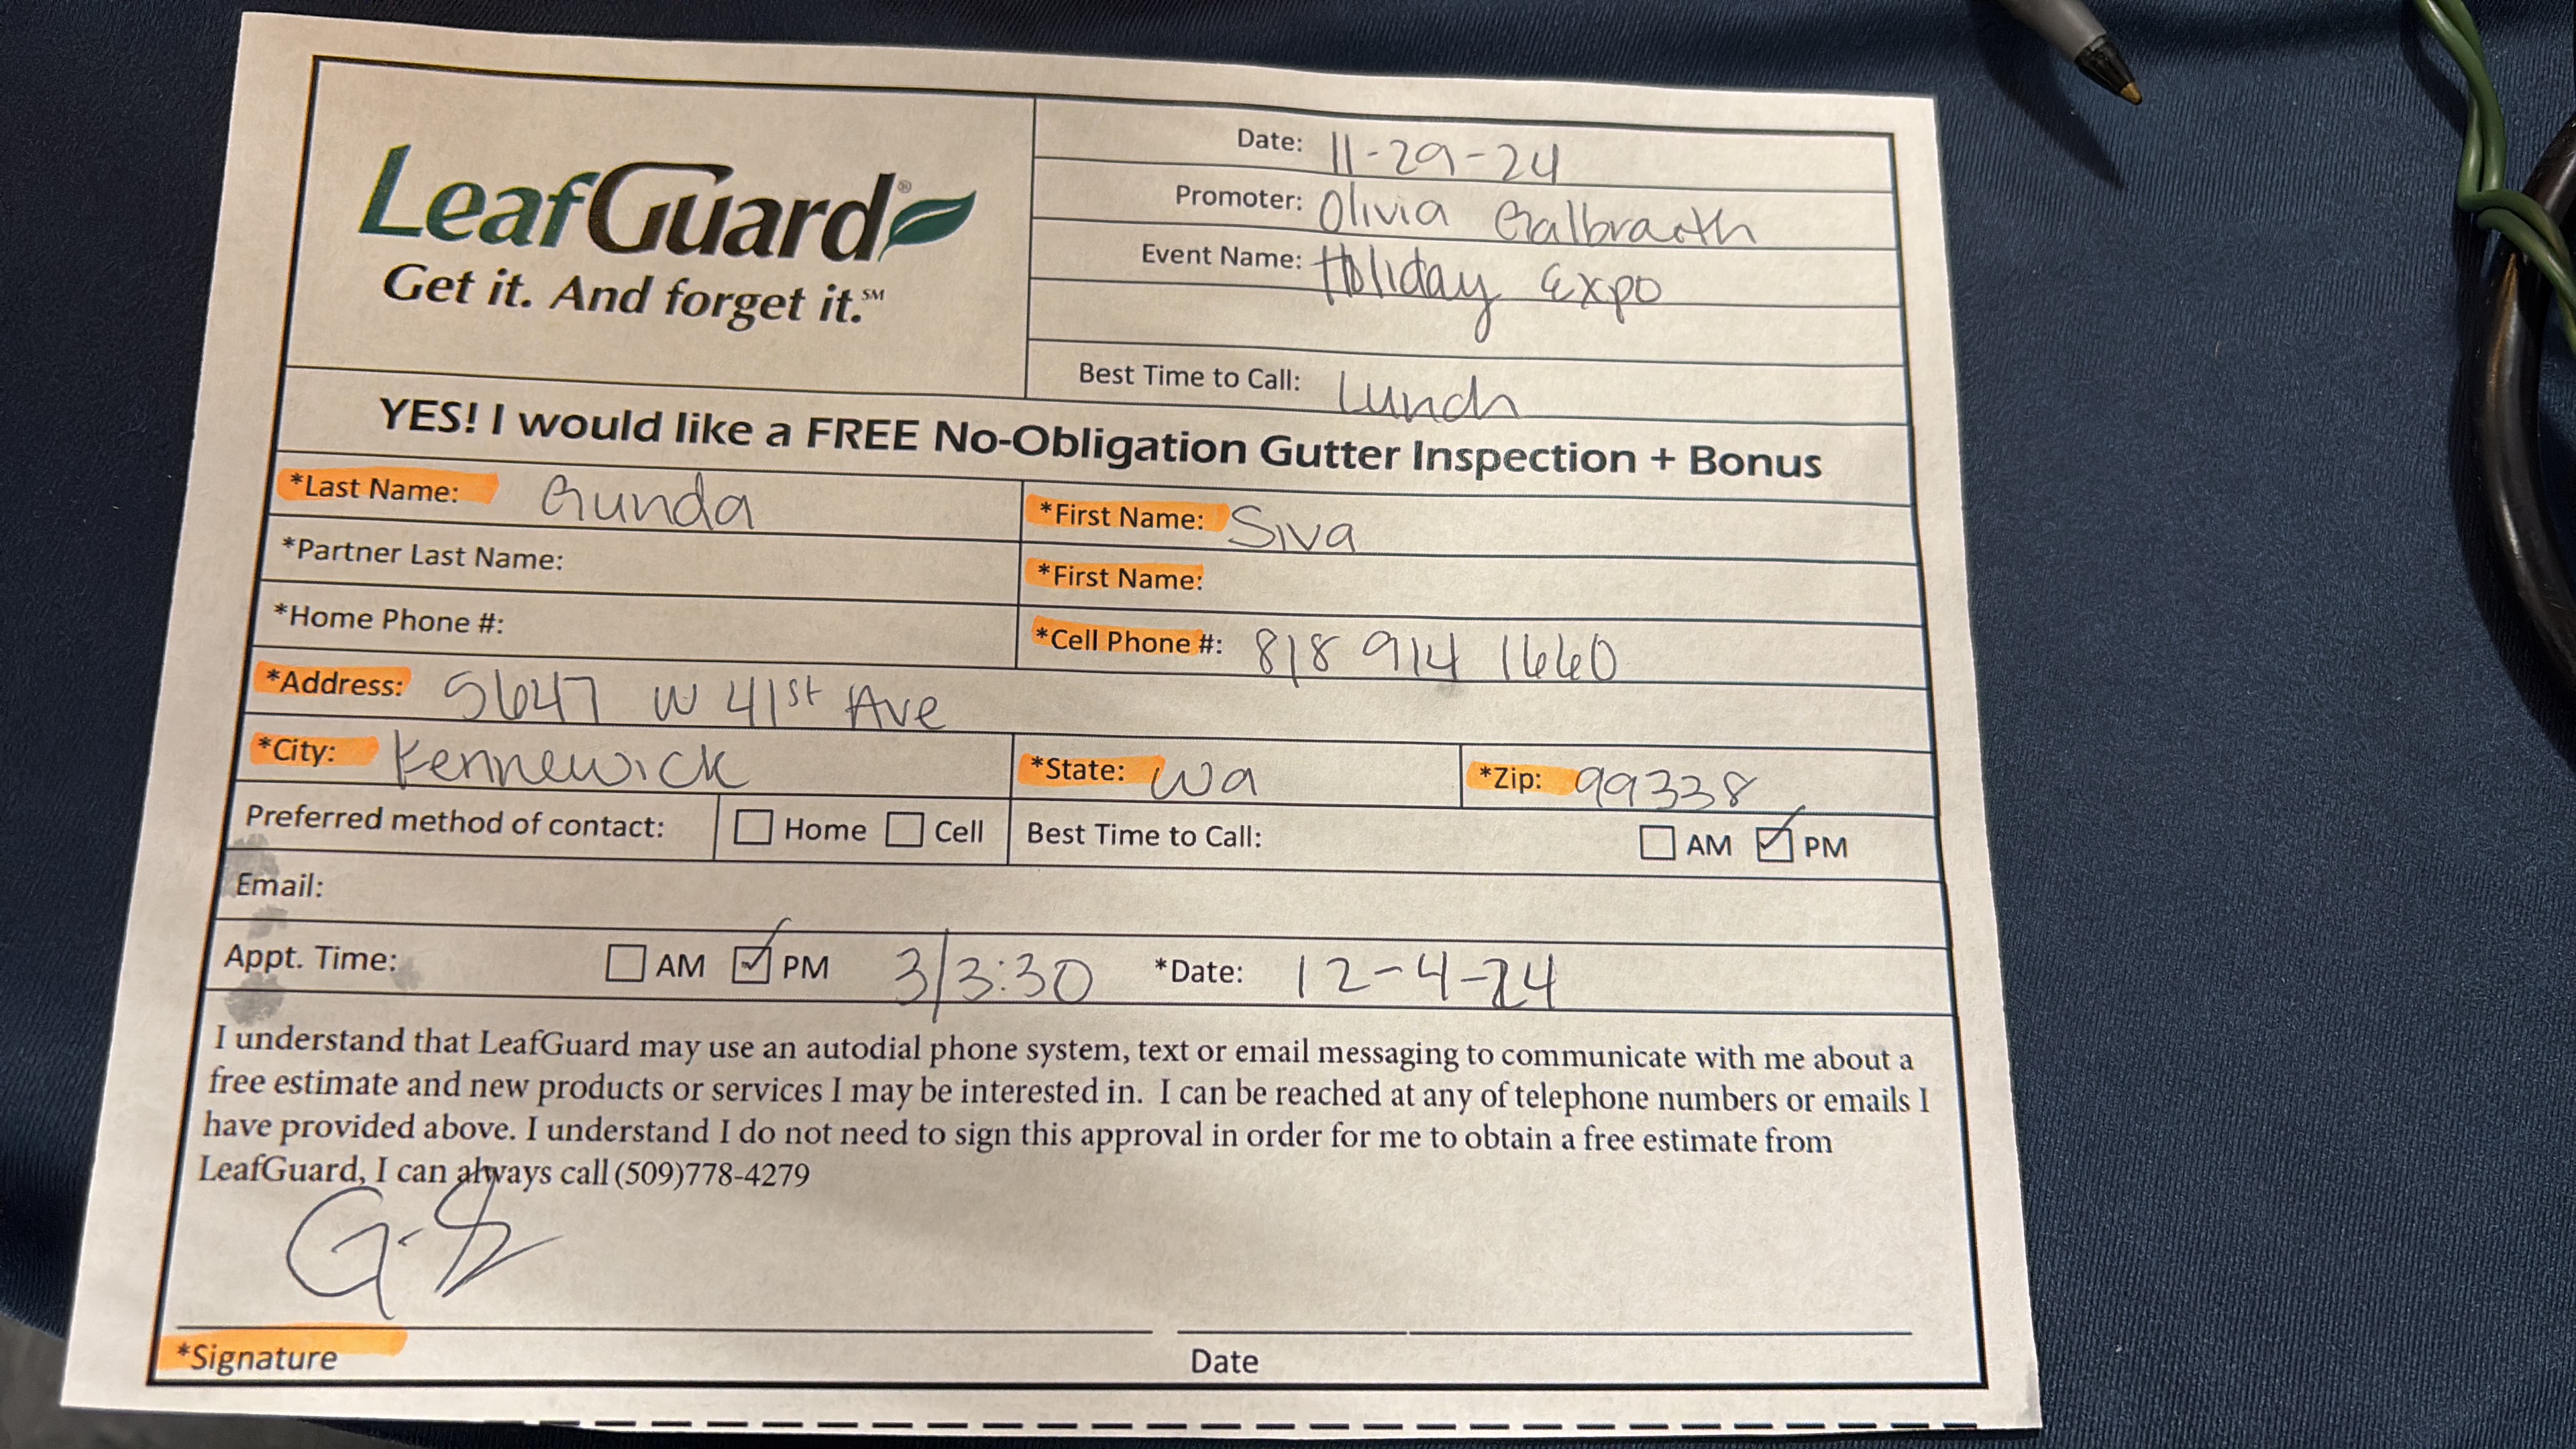 LeafGuard®
Get it. And forget it.℠
Date: 11-29-24
Promoter: Olivia Galbraith
Event Name: Holiday Expo
Best Time to Call: Lunch
YES! I would like a FREE No-Obligation Gutter Inspection + Bonus
*Last Name: Gunda *First Name: Siva
*Partner Last Name: *First Name:
*Home Phone #: *Cell Phone #: 818 914 1660
*Address: W 41st Ave
*City: Kennewick *State: Wa *Zip: 99338
Preferred method of contact: Home Cell Best Time to Call: AM PM
Email:
Appt. Time: AM PM 3/3:30 *Date: 12-4-24
I understand that LeafGuard may use an autodial phone system, text or email messaging to communicate with me about a
free estimate and new products or services I may be interested in. I can be reached at any of telephone numbers or emails I
have provided above. I understand I do not need to sign this approval in order for me to obtain a free estimate from
LeafGuard, I can always call (509)778-4279
*Signature Date